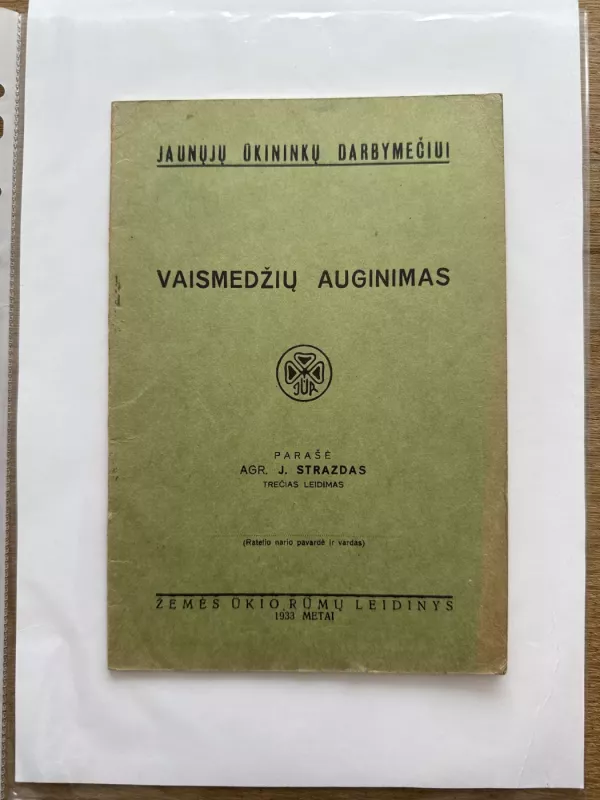 JAUNŲJŲ ŪKININKŲ DARBYMEČIUI
VAISMEDŽIŲ AUGINIMAS
JŪR
PARAŠĖ
AGR. J. STRAZDAS
TREČIAS LEIDIMAS
(Ratelio nario pavardė ir vardas)
ŽEMĖS ŪKIO RŪMŲ LEIDINYS
1933 METAI